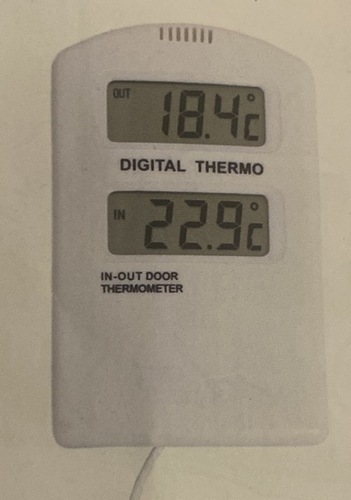 OUT
18.4°C
DIGITAL THERMO
IN
22.9°C
IN-OUT DOOR
THERMOMETER